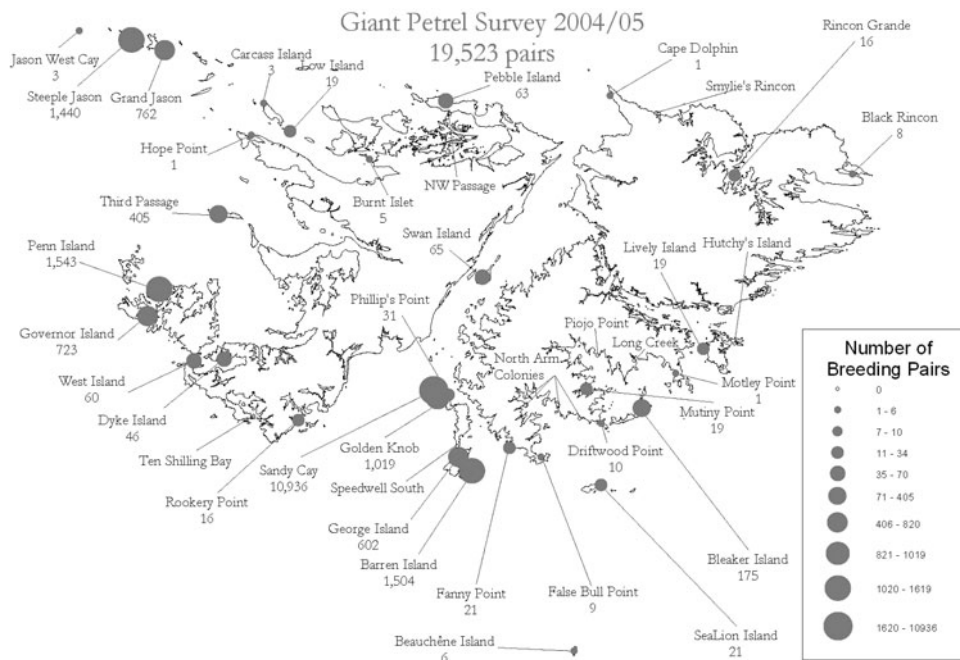 Giant Petrel Survey 2004/05
19,523 pairs
Jason West Cay
3
Steeple Jason
1,440
Grand Jason
762
Carcass Island
3
Low Island
19
Pebble Island
63
Cape Dolphin
1
Smylie's Rincon
Rincon Grande
16
Black Rincon
8
Hope Point
1
Burnt Islet
5
NW Passage
Third Passage
405
Swan Island
65
Lively Island
19
Hutchy's Island
Penn Island
1,543
Phillip's Point
31
Governor Island
723
Piojo Point
Long Creek
North Arm
Colonies
Motley Point
1
West Island
60
Dyke Island
46
Mutiny Point
19
Ten Shilling Bay
Golden Knob
1,019
Driftwood Point
10
Sandy Cay
10,936
Speedwell South
Rookery Point
16
George Island
602
Barren Island
1,504
Bleaker Island
175
Fanny Point
21
False Bull Point
9
SeaLion Island
21
Beauchêne Island
6
Number of
Breeding Pairs
0
1 - 6
7 - 10
11 - 34
35 - 70
71 - 405
406 - 820
821 - 1019
1020 - 1619
1620 - 10936